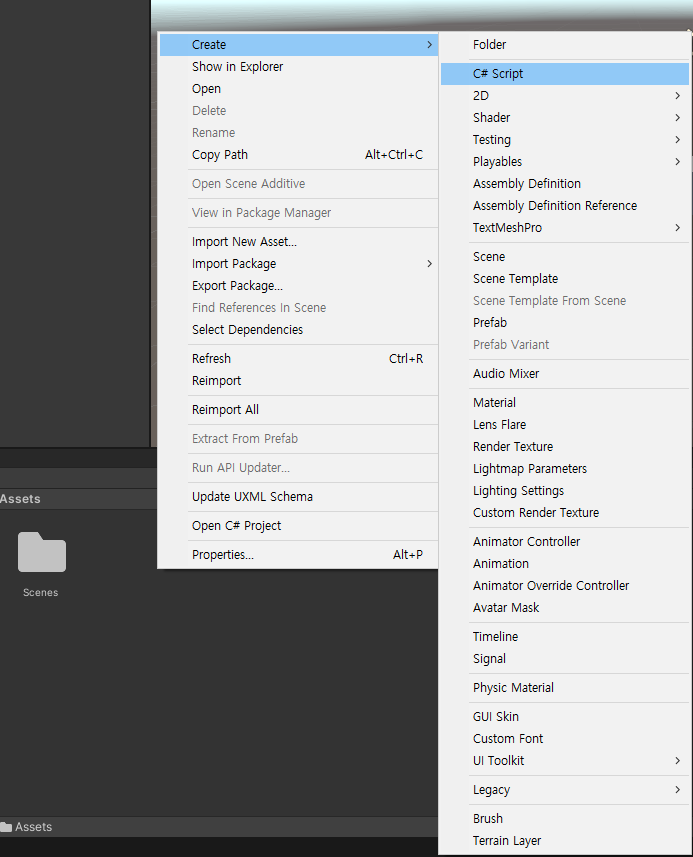 Create
Show in Explorer
Open
Delete
Rename
Copy Path Alt+Ctrl+C
Open Scene Additive
View in Package Manager
Import New Asset...
Import Package
Export Package...
Find References In Scene
Select Dependencies
Refresh Ctrl+R
Reimport
Reimport All
Extract From Prefab
Run API Updater...
Update UXML Schema
Open C# Project
Properties... Alt+P
Folder
C# Script
2D
Shader
Testing
Playables
Assembly Definition
Assembly Definition Reference
TextMeshPro
Scene
Scene Template
Scene Template From Scene
Prefab
Prefab Variant
Audio Mixer
Material
Lens Flare
Render Texture
Lightmap Parameters
Lighting Settings
Custom Render Texture
Animator Controller
Animation
Animator Override Controller
Avatar Mask
Timeline
Signal
Physic Material
GUI Skin
Custom Font
UI Toolkit
Legacy
Brush
Terrain Layer
Assets
Scenes
Assets